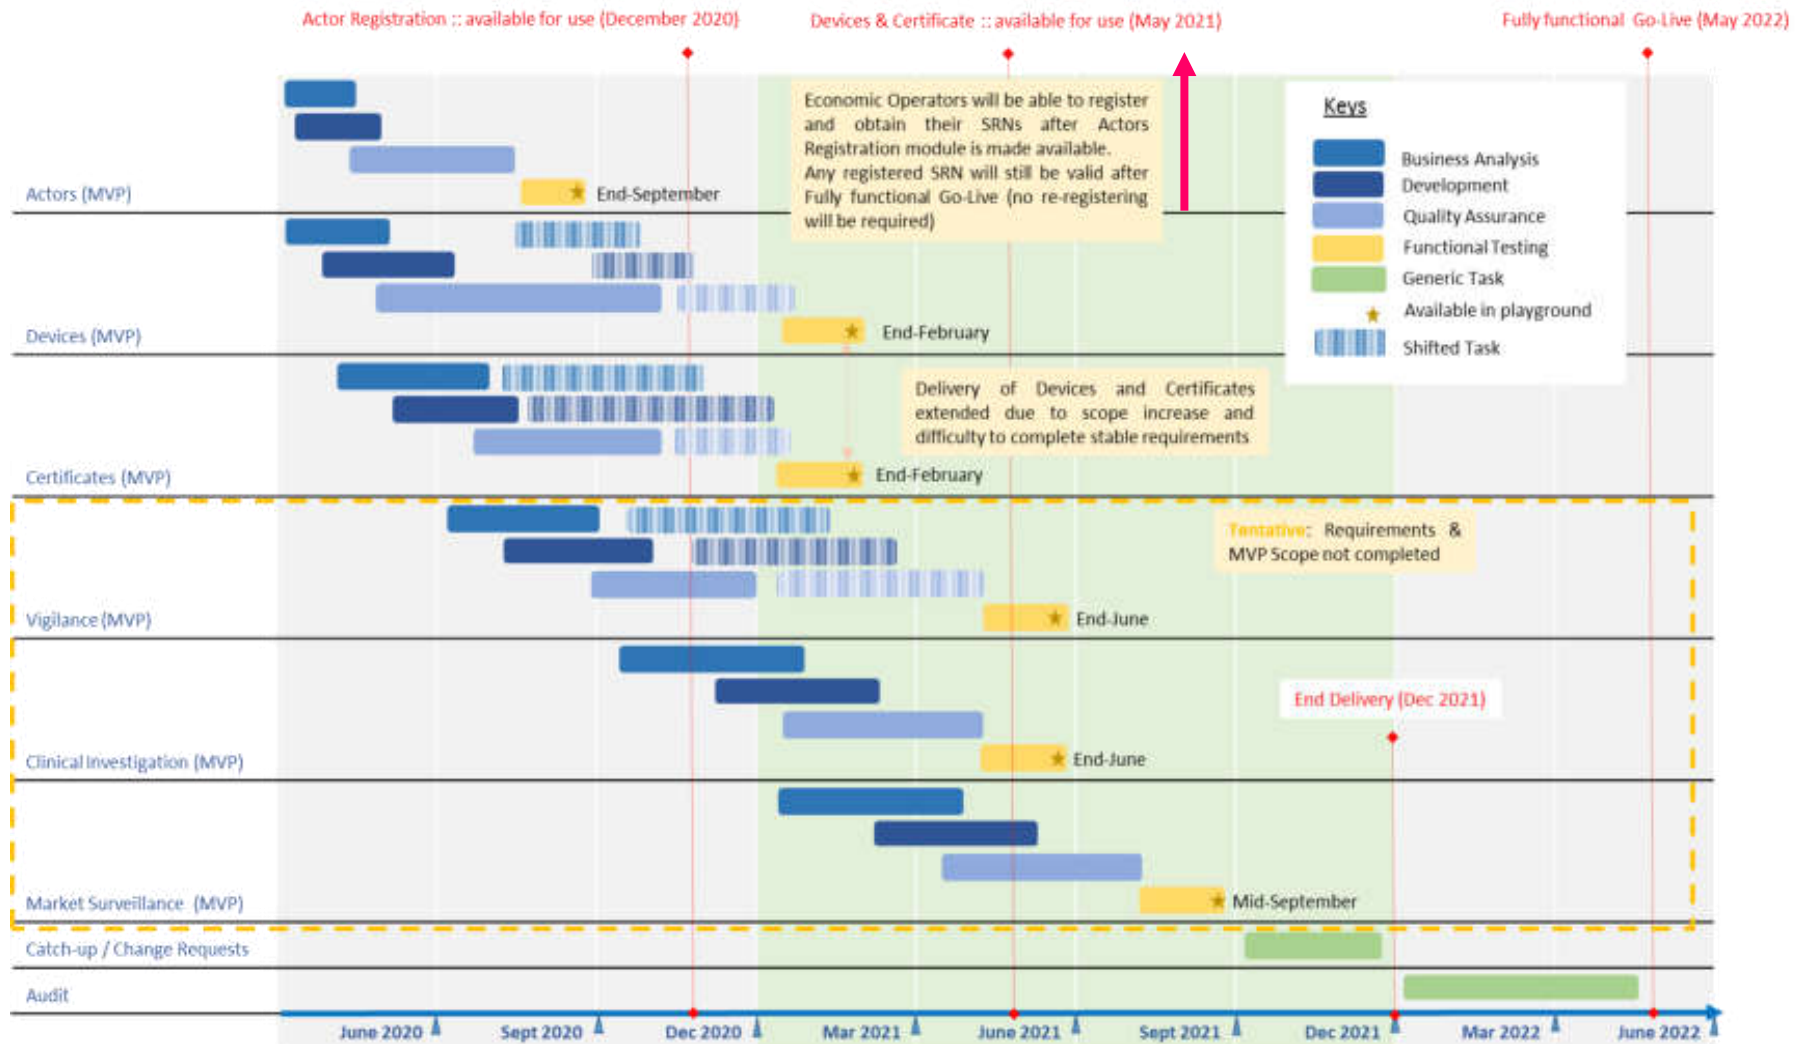 Actor Registration :: available for use (December 2020)
Devices & Certificate :: available for use (May 2021)
Fully functional Go-Live (May 2022)
Economic Operators will be able to register
and obtain their SRNs after Actors
Registration module is made available.
Any registered SRN will still be valid after
Fully functional Go-Live (no re-registering
will be required)
Keys
Business Analysis
Development
Quality Assurance
Functional Testing
Generic Task
Available in playground
Shifted Task
Actors (MVP)
End-September
Devices (MVP)
End-February
Delivery of Devices and Certificates
extended due to scope increase and
difficulty to complete stable requirements
Certificates (MVP)
End-February
Tentative: Requirements &
MVP Scope not completed
Vigilance (MVP)
End-June
End Delivery (Dec 2021)
Clinical Investigation (MVP)
End-June
Market Surveillance (MVP)
Mid-September
Catch-up / Change Requests
Audit
June 2020
Sept 2020
Dec 2020
Mar 2021
June 2021
Sept 2021
Dec 2021
Mar 2022
June 2022